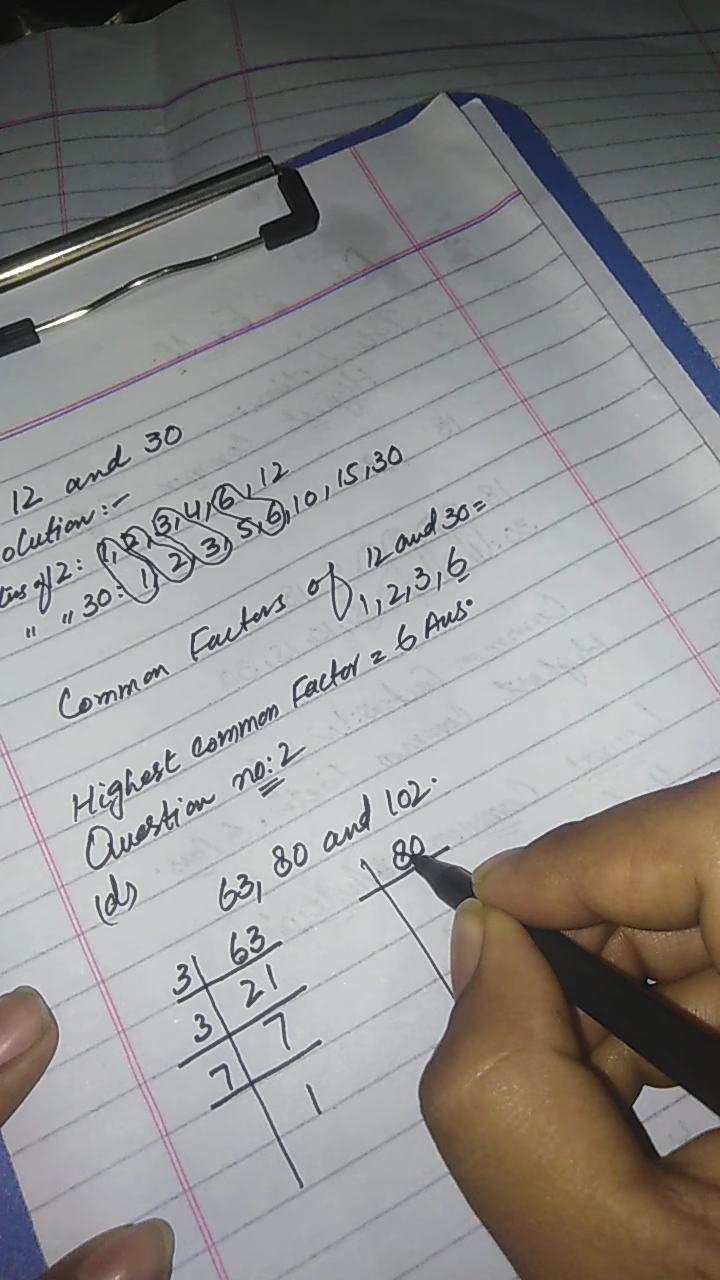 12 and 30
olution:-
of 2: 1, 2, 3, 4, 6, 12
" " 30: 1, 2, 3, 5, 6, 10, 15, 30
Common Factors of 12 and 30 =
1, 2, 3, 6
Highest Common Factor = 6 Ans.
Question no: 2
(d) 63, 80 and 102.
3 63
3 21
7 7
1
80